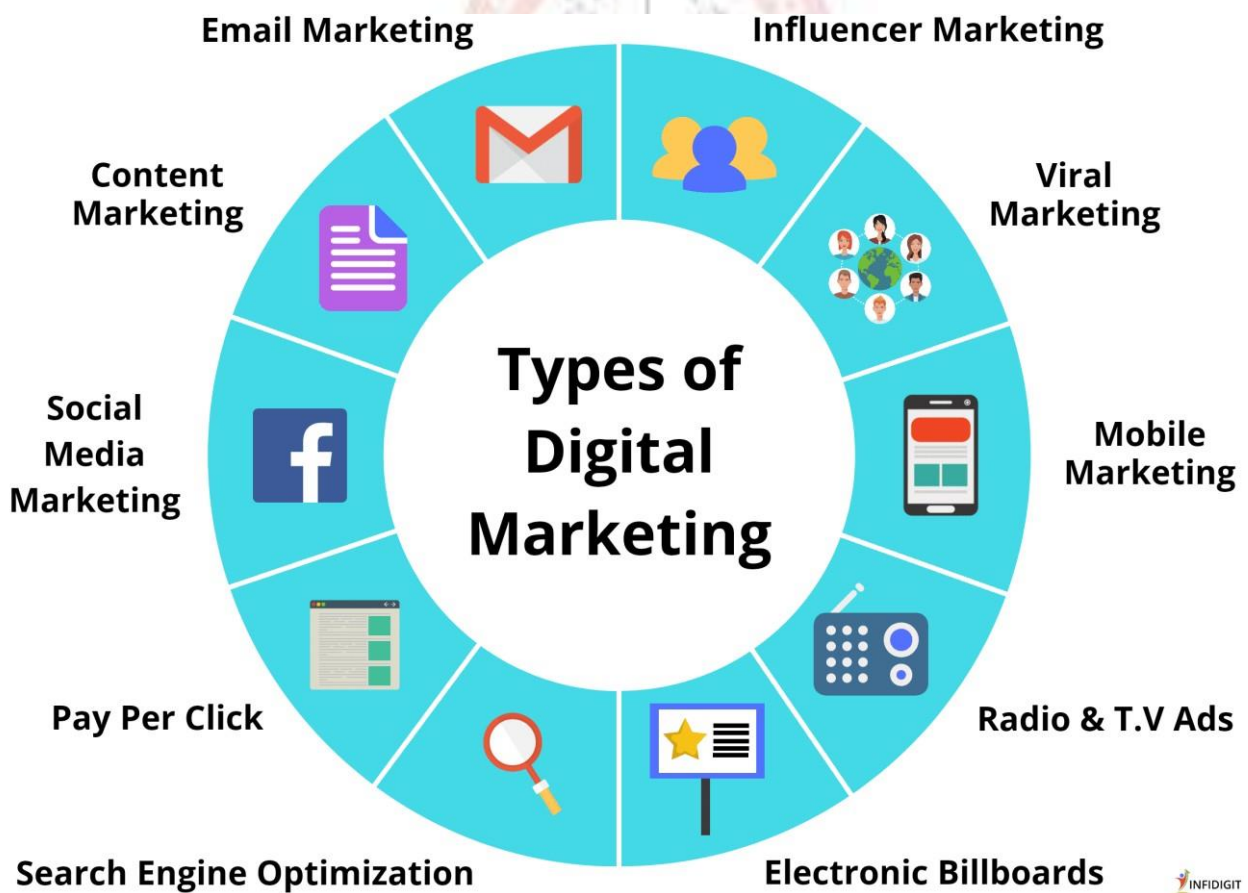 Email Marketing
Influencer Marketing
Content
Marketing
Viral
Marketing
Types of
Digital
Marketing
Social
Media
Marketing
Mobile
Marketing
Pay Per Click
Radio & T.V Ads
Search Engine Optimization
Electronic Billboards
INFIDIGIT